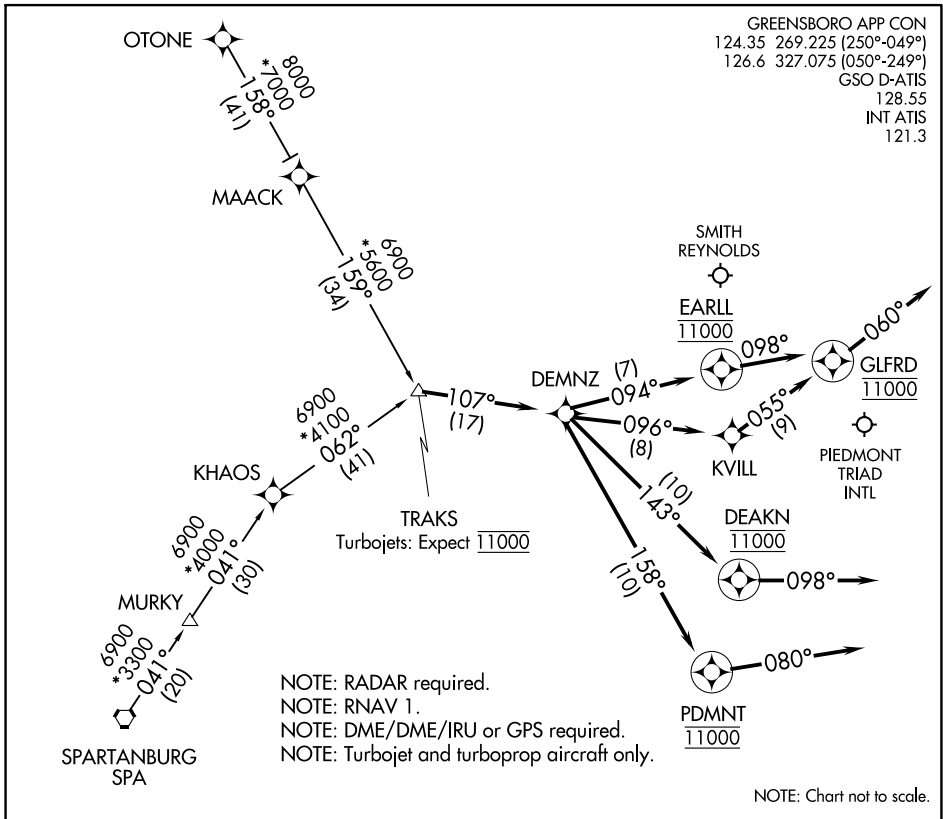 GREENSBORO APP CON
124.35 269.225 (250°-049°)
126.6 327.075 (050°-249°)
GSO D-ATIS
128.55
INT ATIS
121.3
OTONE
8000
*7000
158°
(41)
MAACK
6900
*5600
159°
(34)
SMITH
REYNOLDS
EARLL
11000
098°
060°
GLFRD
11000
DEMNZ
(7)
094°
107°
(17)
096°
(8)
KVILL
055°
(9)
PIEDMONT
TRIAD
INTL
6900
*4100
062°
(41)
KHAOS
TRAKS
Turbojets: Expect 11000
(10)
143°
DEAKN
11000
098°
6900
*4000
041°
(30)
MURKY
158°
(10)
6900
*3300
041°
(20)
080°
PDMNT
11000
SPARTANBURG
SPA
NOTE: RADAR required.
NOTE: RNAV 1.
NOTE: DME/DME/IRU or GPS required.
NOTE: Turbojet and turboprop aircraft only.
NOTE: Chart not to scale.